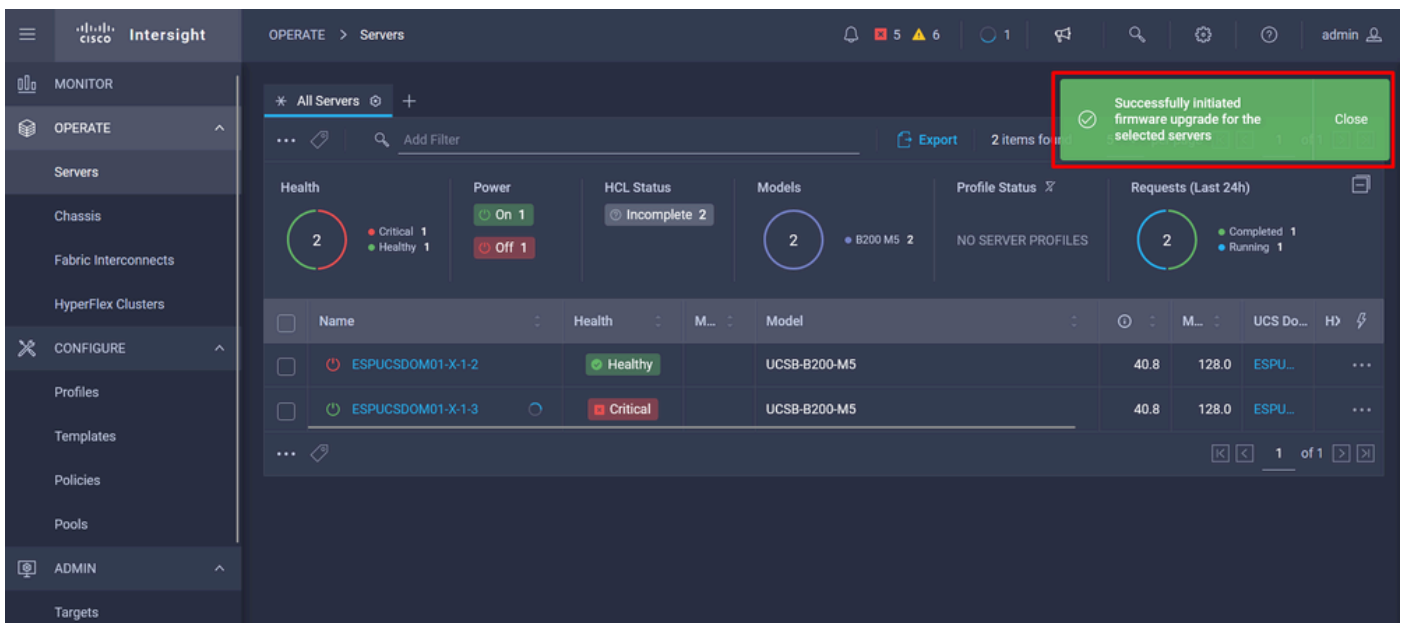 cisco Intersight
OPERATE > Servers
5 6 1
admin
MONITOR
OPERATE
Servers
Chassis
Fabric Interconnects
HyperFlex Clusters
CONFIGURE
Profiles
Templates
Policies
Pools
ADMIN
Targets
All Servers
Add Filter
Export
2 items found
Successfully initiated
firmware upgrade for the
selected servers
Close
Health
2
Critical 1
Healthy 1
Power
On 1
Off 1
HCL Status
Incomplete 2
Models
2
B200 M5 2
Profile Status
NO SERVER PROFILES
Requests (Last 24h)
2
Completed 1
Running 1
Name Health M... Model M... UCS Do... HX
ESPUCSDOM01-X-1-2 Healthy UCSB-B200-M5 40.8 128.0 ESPU...
ESPUCSDOM01-X-1-3 Critical UCSB-B200-M5 40.8 128.0 ESPU...
1 of 1